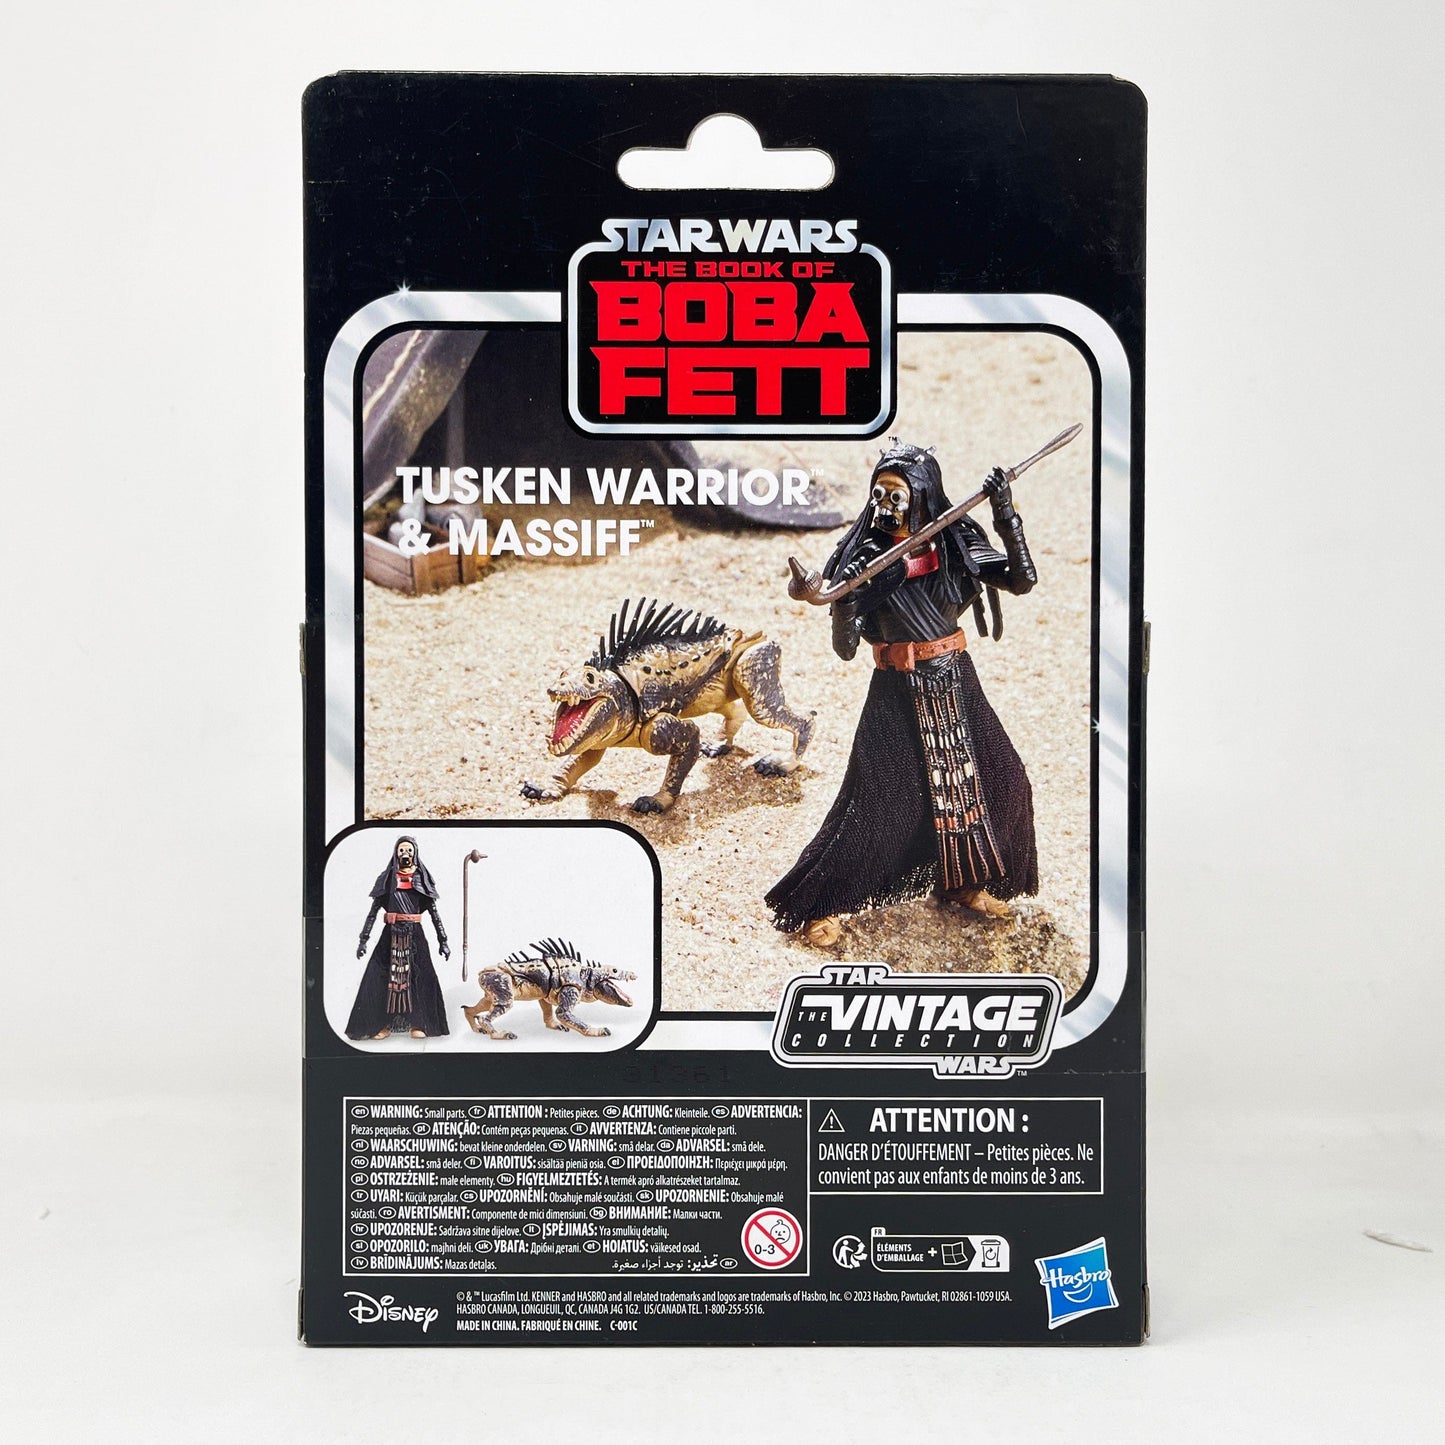 STAR WARS
THE BOOK OF
BOBA
FETT
™
TUSKEN WARRIOR™
& MASSIFF™
STAR
THE VINTAGE
COLLECTION
WARS™
31361
en WARNING: Small parts. fr ATTENTION : Petites pièces. de ACHTUNG: Kleinteile. es ADVERTENCIA:
Piezas pequeñas. pt ATENÇÃO: Contém peças pequenas. it AVVERTENZA: Contiene piccole parti.
nl WAARSCHUWING: bevat kleine onderdelen. sv VARNING: små delar. da ADVARSEL: små dele.
no ADVARSEL: små deler. fi VAROITUS: sisältää pieniä osia. el ΠΡΟΕΙΔΟΠΟΙΗΣΗ: Περιέχει μικρά μέρη.
pl OSTRZEŻENIE: małe elementy. hu FIGYELMEZTETÉS: A termék apró alkatrészeket tartalmaz.
tr UYARI: Küçük parçalar. cs UPOZORNĚNÍ: Obsahuje malé součásti. sk UPOZORNENIE: Obsahuje malé
súčasti. ro AVERTISMENT: Componente de mici dimensiuni. bg ВНИМАНИЕ: Малки части.
hr UPOZORENJE: Sadržava sitne dijelove. lt ĮSPĖJIMAS: Yra smulkių detalių.
sl OPOZORILO: majhni deli. uk УВАГА: Дрібні деталі. et HOIATUS: väikesed osad.
lv BRĪDINĀJUMS: Mazas detaļas.
ar تحذير: توجد أجزاء صغيرة.
0-3
ATTENTION :
DANGER D'ÉTOUFFEMENT – Petites pièces. Ne
convient pas aux enfants de moins de 3 ans.
FR
ÉLÉMENTS
D'EMBALLAGE +
Hasbro
Disney
© & ™ Lucasfilm Ltd. KENNER and HASBRO and all related trademarks and logos are trademarks of Hasbro, Inc. © 2023 Hasbro, Pawtucket, RI 02861-1059 USA.
HASBRO CANADA, LONGUEUIL, QC, CANADA J4G 1G2. US/CANADA TEL. 1-800-255-5516.
MADE IN CHINA. FABRIQUÉ EN CHINE. C-001C